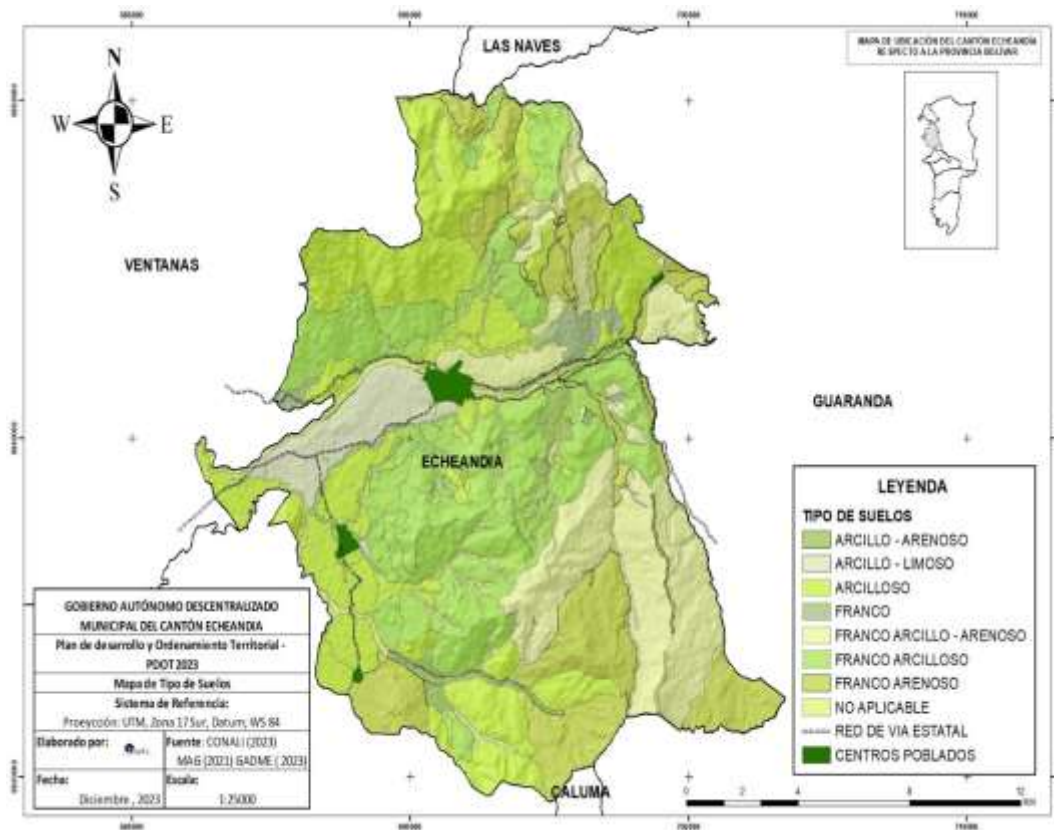 LAS NAVES
MAPA DE UBICACIÓN DEL CANTÓN ECHEANDÍA
RESPECTO A LA PROVINCIA BOLIVAR
N
W
E
S
VENTANAS
GUARANDA
ECHEANDIA
CALUMA
LEYENDA
TIPO DE SUELOS
ARCILLO - ARENOSO
ARCILLO - LIMOSO
ARCILLOSO
FRANCO
FRANCO ARCILLO - ARENOSO
FRANCO ARCILLOSO
FRANCO ARENOSO
NO APLICABLE
RED DE VIA ESTATAL
CENTROS POBLADOS
GOBIERNO AUTÓNOMO DESCENTRALIZADO
MUNICIPAL DEL CANTÓN ECHEANDIA
Plan de desarrollo y Ordenamiento Territorial -
PDOT 2023
Mapa de Tipo de Suelos
Sistema de Referencia:
Proeycción: UTM, Zona 17 Sur, Datum; WS 84
Elaborado por:
Fuente: CONALI (2023)
MAG (2021) GADME ( 2023)
Fecha:
Diciembre , 2023
Escala:
1:25000
0 2 4 8 12